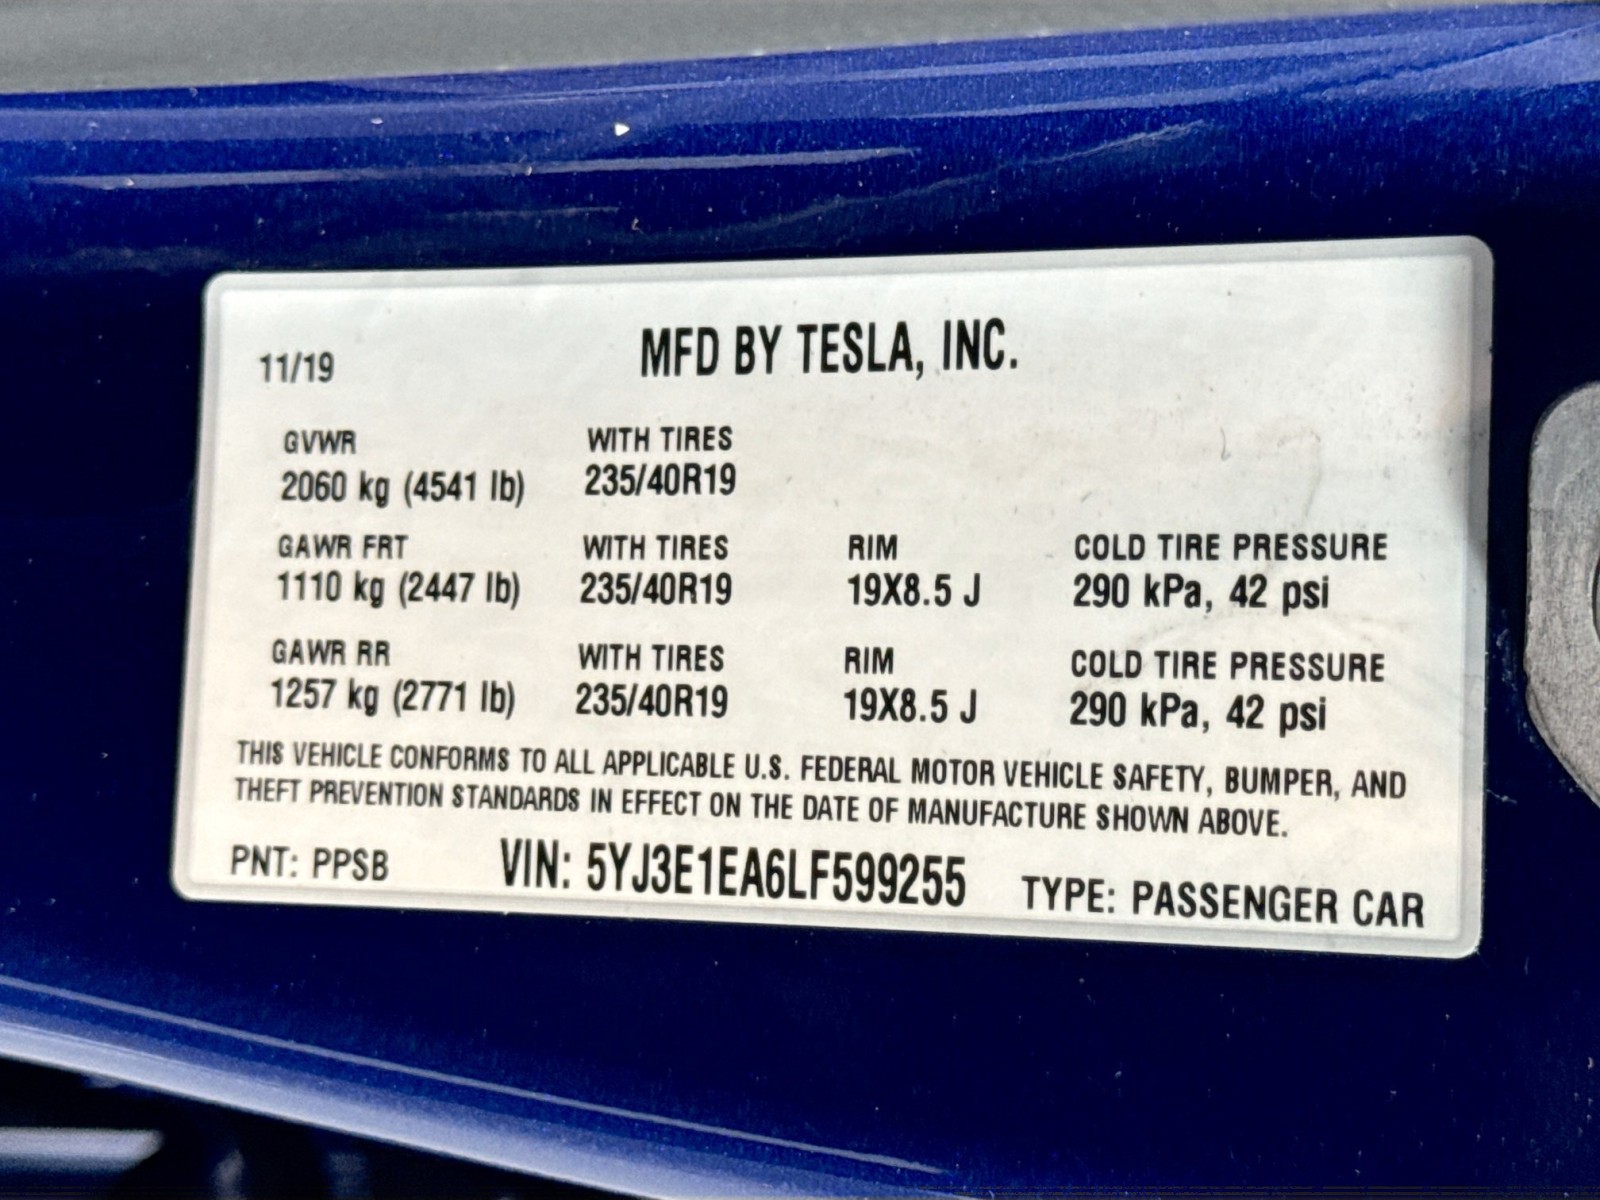 11/19 MFD BY TESLA, INC.
GVWR WITH TIRES
2060 kg (4541 lb) 235/40R19
GAWR FRT WITH TIRES RIM COLD TIRE PRESSURE
1110 kg (2447 lb) 235/40R19 19X8.5 J 290 kPa, 42 psi
GAWR RR WITH TIRES RIM COLD TIRE PRESSURE
1257 kg (2771 lb) 235/40R19 19X8.5 J 290 kPa, 42 psi
THIS VEHICLE CONFORMS TO ALL APPLICABLE U.S. FEDERAL MOTOR VEHICLE SAFETY, BUMPER, AND
THEFT PREVENTION STANDARDS IN EFFECT ON THE DATE OF MANUFACTURE SHOWN ABOVE.
PNT: PPSB VIN: 5YJ3E1EA6LF599255 TYPE: PASSENGER CAR